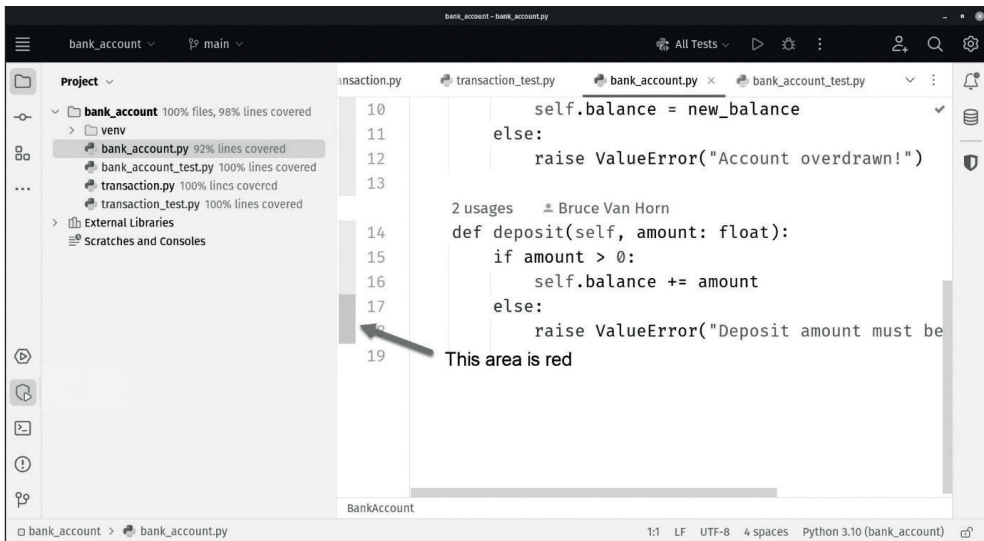 bank_account – bank_account.py
bank_account main All Tests
Project
ansaction.py transaction_test.py bank_account.py × bank_account_test.py
bank_account 100% files, 98% lines covered
venv
bank_account.py 92% lines covered
bank_account_test.py 100% lines covered
transaction.py 100% lines covered
transaction_test.py 100% lines covered
External Libraries
Scratches and Consoles
10 self.balance = new_balance
11 else:
12 raise ValueError("Account overdrawn!")
13
2 usages Bruce Van Horn
14 def deposit(self, amount: float):
15 if amount > 0:
16 self.balance += amount
17 else:
raise ValueError("Deposit amount must be
19
This area is red
BankAccount
bank_account > bank_account.py 1:1 LF UTF-8 4 spaces Python 3.10 (bank_account)